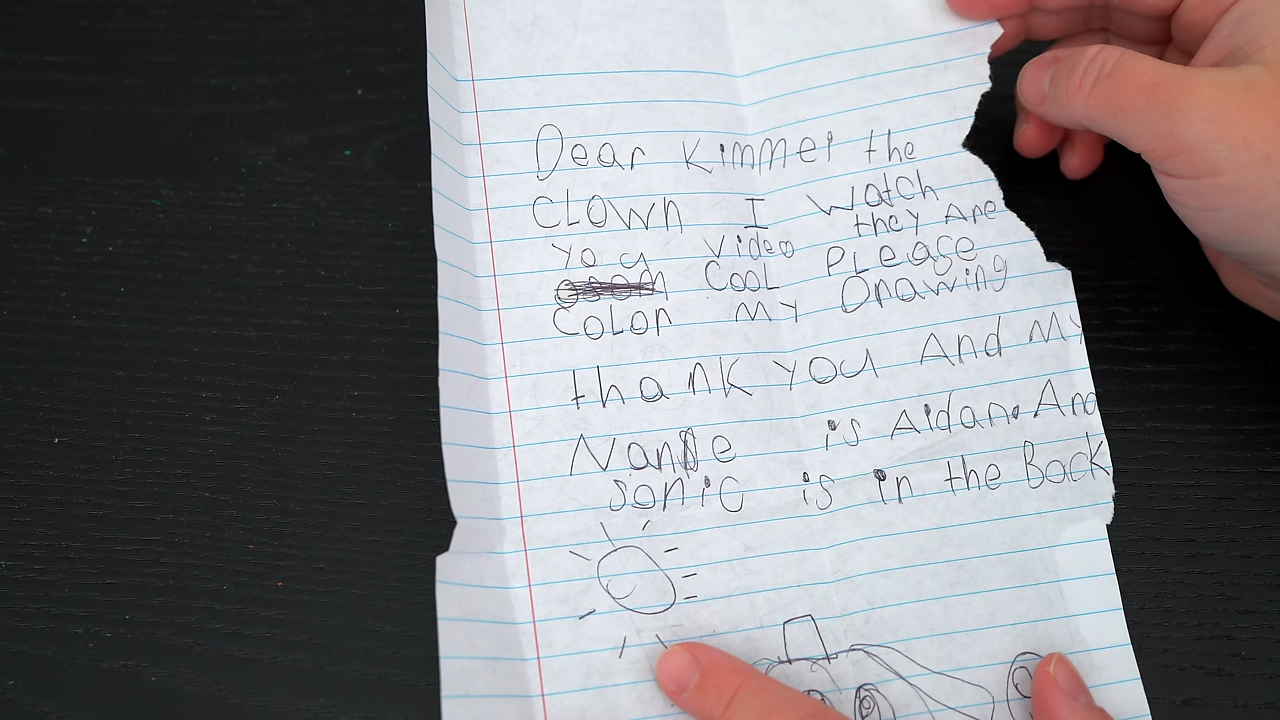 Dear Kimmei the
CLOWN I watch
you video they Are
Cool PLease
Color MY Drawing
thank you And MY
Name is Aidan. And
sonic is in the Back